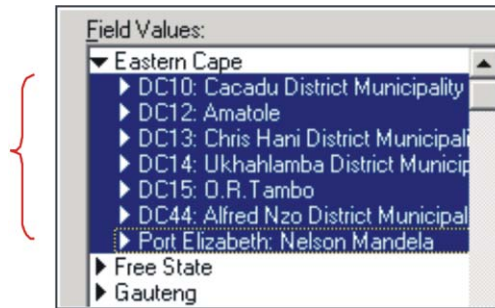 Field Values:
Eastern Cape
DC10: Cacadu District Municipality
DC12: Amatole
DC13: Chris Hani District Municipali
DC14: Ukhahlamba District Municip
DC15: O.R.Tambo
DC44: Alfred Nzo District Municipal
Port Elizabeth: Nelson Mandela
Free State
Gauteng